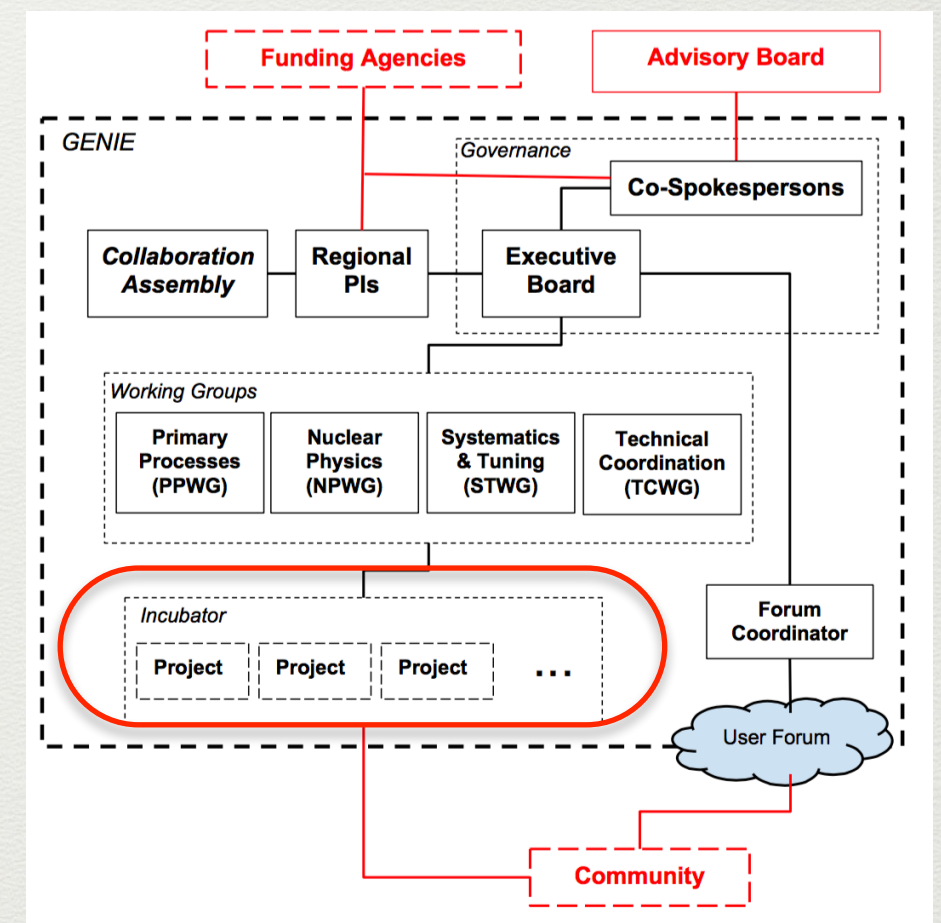 Funding Agencies
Advisory Board
GENIE
Governance
Co-Spokespersons
Collaboration
Assembly
Regional
PIs
Executive
Board
Working Groups
Primary
Processes
(PPWG)
Nuclear
Physics
(NPWG)
Systematics
& Tuning
(STWG)
Technical
Coordination
(TCWG)
Incubator
Project
Project
Project
...
Forum
Coordinator
User Forum
Community